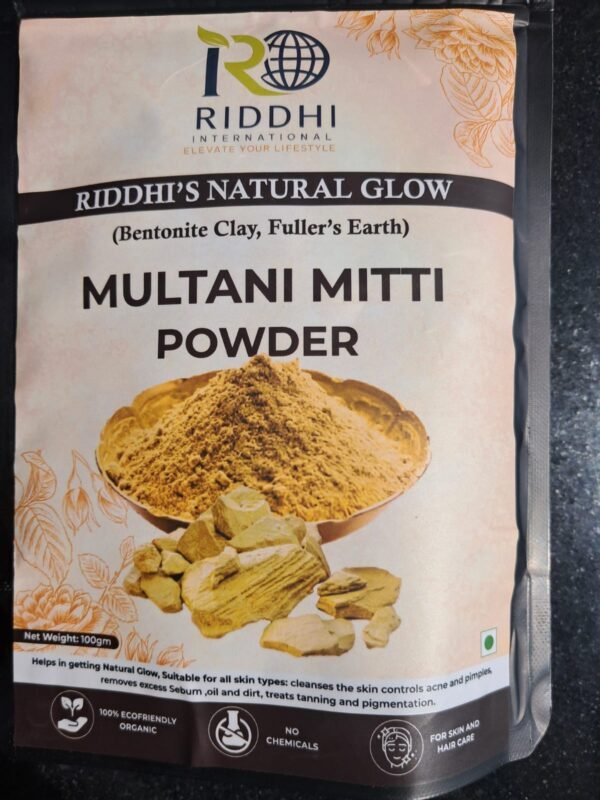 RIDDHI
INTERNATIONAL
ELEVATE YOUR LIFESTYLE
RIDDHI'S NATURAL GLOW
(Bentonite Clay, Fuller's Earth)
MULTANI MITTI
POWDER
Net Weight: 100gm
Helps in getting Natural Glow, Suitable for all skin types: cleanses the skin controls acne and pimples,
removes excess Sebum ,oil and dirt, treats tanning and pigmentation.
100% ECOFRIENDLY
ORGANIC
NO
CHEMICALS
FOR SKIN AND
HAIR CARE